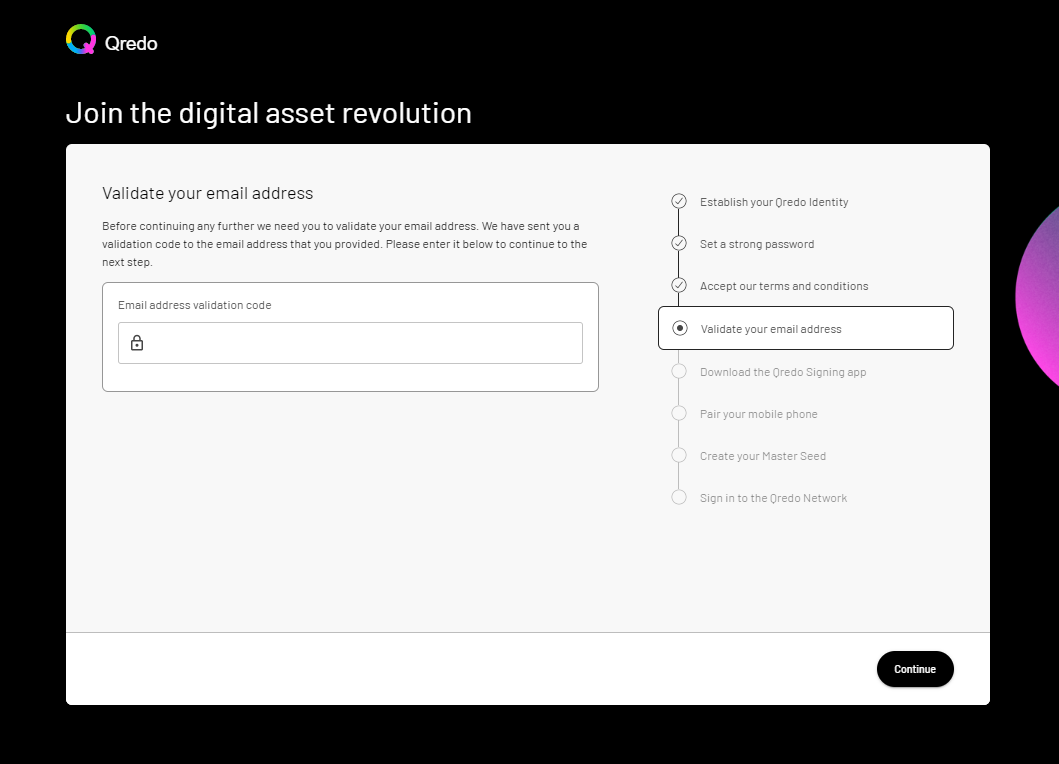 Qredo
Join the digital asset revolution
Validate your email address
Before continuing any further we need you to validate your email address. We have sent you a
validation code to the email address that you provided. Please enter it below to continue to the
next step.
Email address validation code
Establish your Qredo Identity
Set a strong password
Accept our terms and conditions
Validate your email address
Download the Qredo Signing app
Pair your mobile phone
Create your Master Seed
Sign in to the Qredo Network
Continue